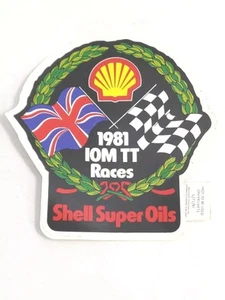 1981
IOM TT
Races
Shell Super Oils